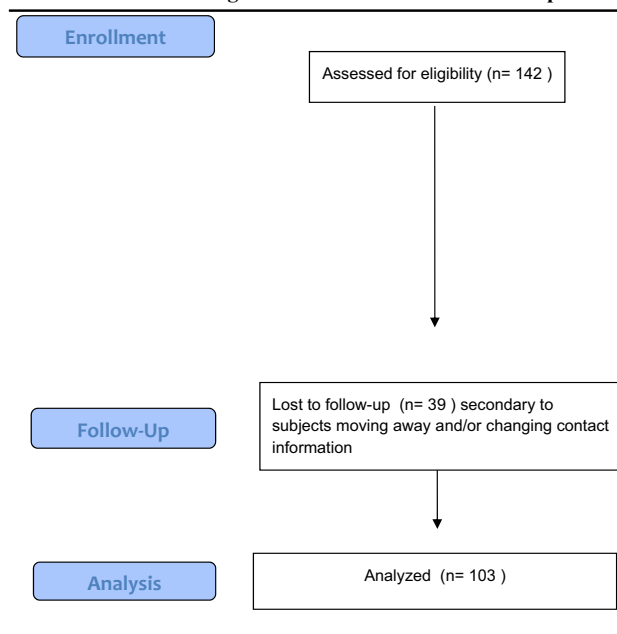 Enrollment
Assessed for eligibility (n= 142 )
Follow-Up
Lost to follow-up (n= 39 ) secondary to
subjects moving away and/or changing contact
information
Analysis
Analyzed (n= 103 )